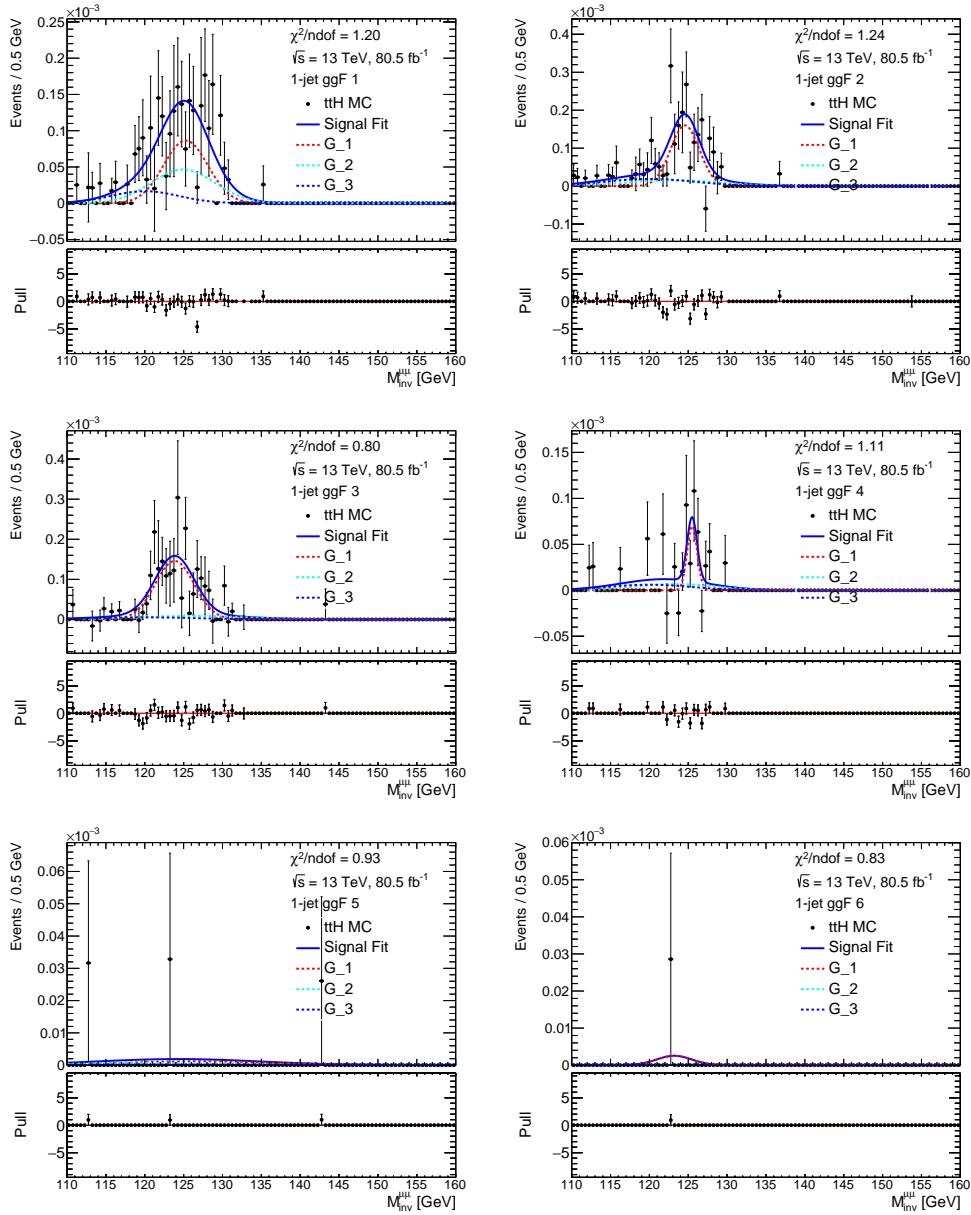 ×10⁻³
Events / 0.5 GeV
0.25
0.2
0.15
0.1
0.05
0
−0.05
χ²/ndof = 1.20
√s = 13 TeV, 80.5 fb⁻¹
1-jet ggF 1
ttH MC
Signal Fit
G_1
G_2
G_3
Pull
5
0
−5
110 115 120 125 130 135 140 145 150 155 160
M^μμ_inv [GeV]
×10⁻³
Events / 0.5 GeV
0.4
0.3
0.2
0.1
0
−0.1
χ²/ndof = 1.24
√s = 13 TeV, 80.5 fb⁻¹
1-jet ggF 2
ttH MC
Signal Fit
G_1
G_2
G_3
Pull
5
0
−5
110 115 120 125 130 135 140 145 150 155 160
M^μμ_inv [GeV]
×10⁻³
Events / 0.5 GeV
0.4
0.3
0.2
0.1
0
χ²/ndof = 0.80
√s = 13 TeV, 80.5 fb⁻¹
1-jet ggF 3
ttH MC
Signal Fit
G_1
G_2
G_3
Pull
5
0
−5
110 115 120 125 130 135 140 145 150 155 160
M^μμ_inv [GeV]
×10⁻³
Events / 0.5 GeV
0.15
0.1
0.05
0
−0.05
χ²/ndof = 1.11
√s = 13 TeV, 80.5 fb⁻¹
1-jet ggF 4
ttH MC
Signal Fit
G_1
G_2
G_3
Pull
5
0
−5
110 115 120 125 130 135 140 145 150 155 160
M^μμ_inv [GeV]
×10⁻³
Events / 0.5 GeV
0.06
0.05
0.04
0.03
0.02
0.01
0
χ²/ndof = 0.93
√s = 13 TeV, 80.5 fb⁻¹
1-jet ggF 5
ttH MC
Signal Fit
G_1
G_2
G_3
Pull
5
0
−5
110 115 120 125 130 135 140 145 150 155 160
M^μμ_inv [GeV]
×10⁻³
Events / 0.5 GeV
0.06
0.05
0.04
0.03
0.02
0.01
0
χ²/ndof = 0.83
√s = 13 TeV, 80.5 fb⁻¹
1-jet ggF 6
ttH MC
Signal Fit
G_1
G_2
G_3
Pull
5
0
−5
110 115 120 125 130 135 140 145 150 155 160
M^μμ_inv [GeV]